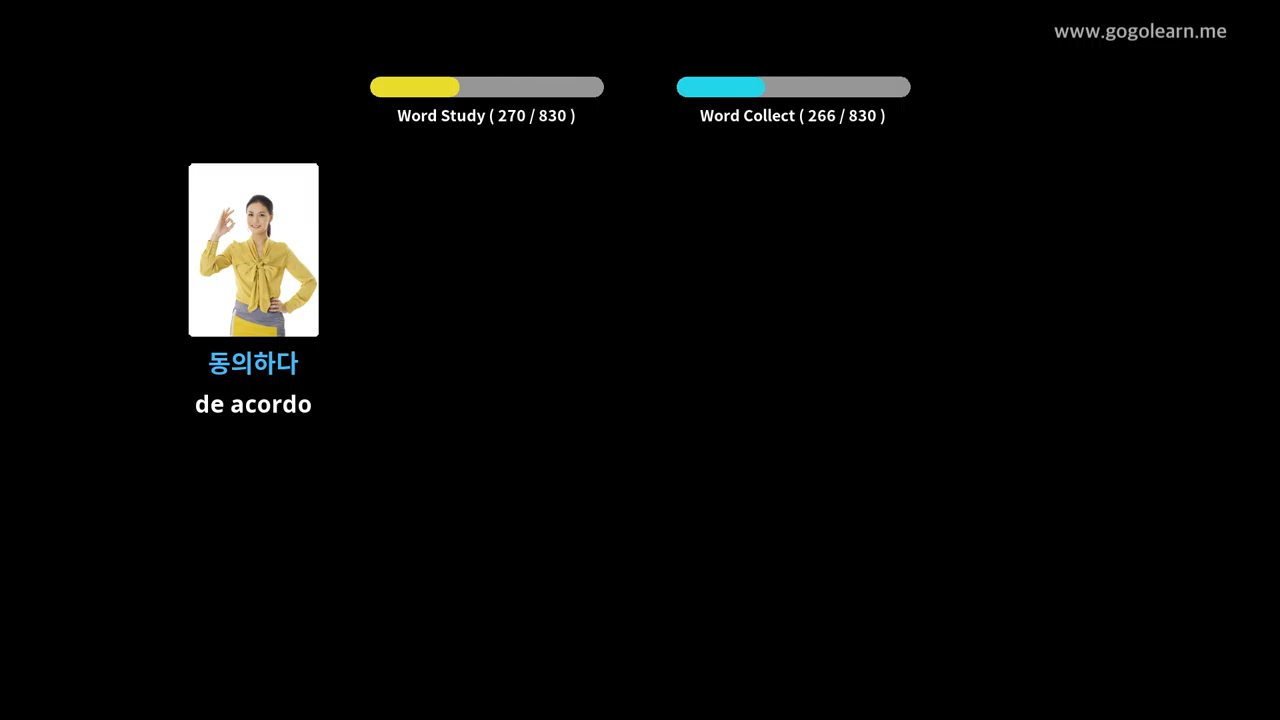 www.gogolearn.me
Word Study ( 270 / 830 )
Word Collect ( 266 / 830 )
동의하다
de acordo